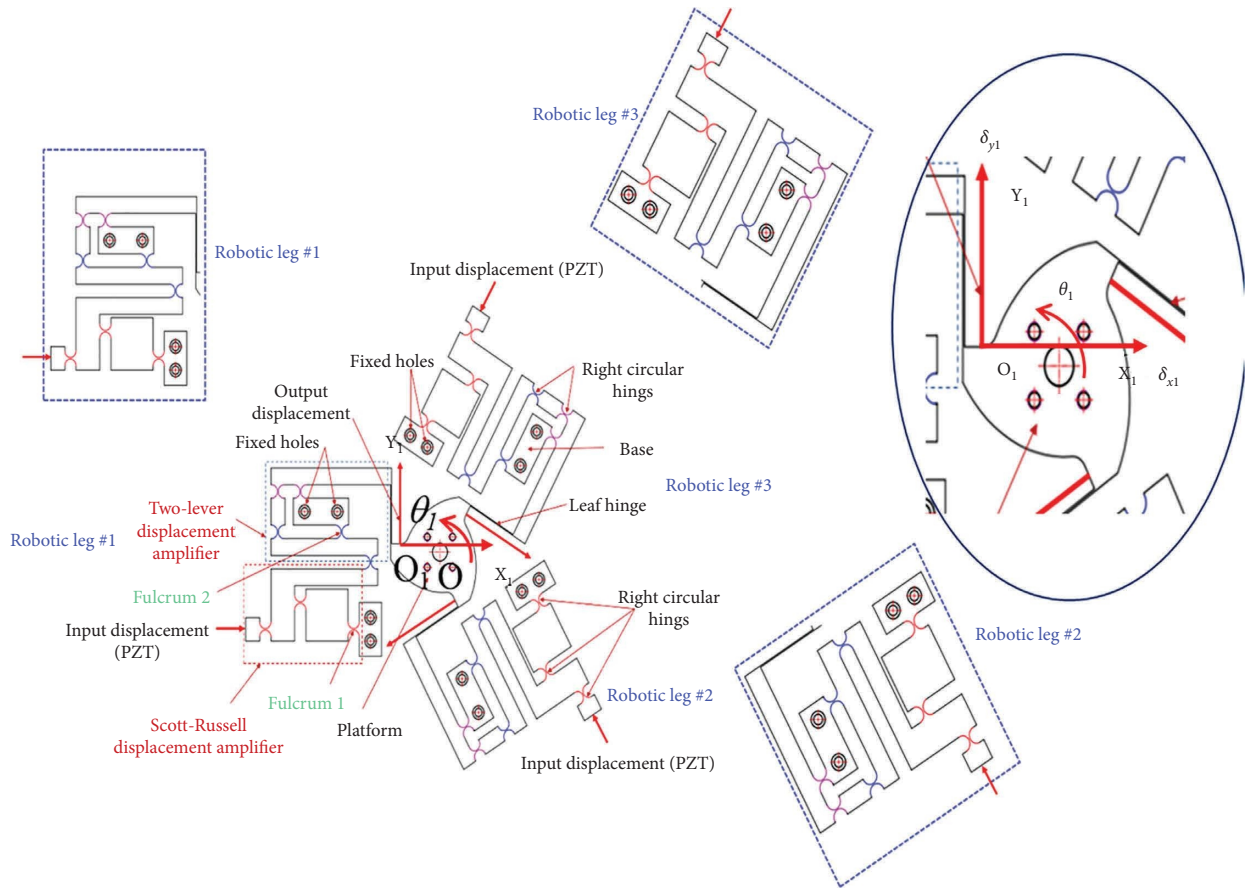 Robotic leg #1
Robotic leg #3
δy1
Y1
θ1
O1
X1
δx1
Input displacement (PZT)
Fixed holes
Output
displacement
Fixed holes
Right circular
hings
Y1
Base
Robotic leg #3
Leaf hinge
Two-lever
displacement
amplifier
Robotic leg #1
θ1
O1 O
X1
Fulcrum 2
Input displacement
(PZT)
Right circular
hings
Robotic leg #2
Fulcrum 1
Robotic leg #2
Scott-Russell
displacement amplifier
Platform
Input displacement (PZT)